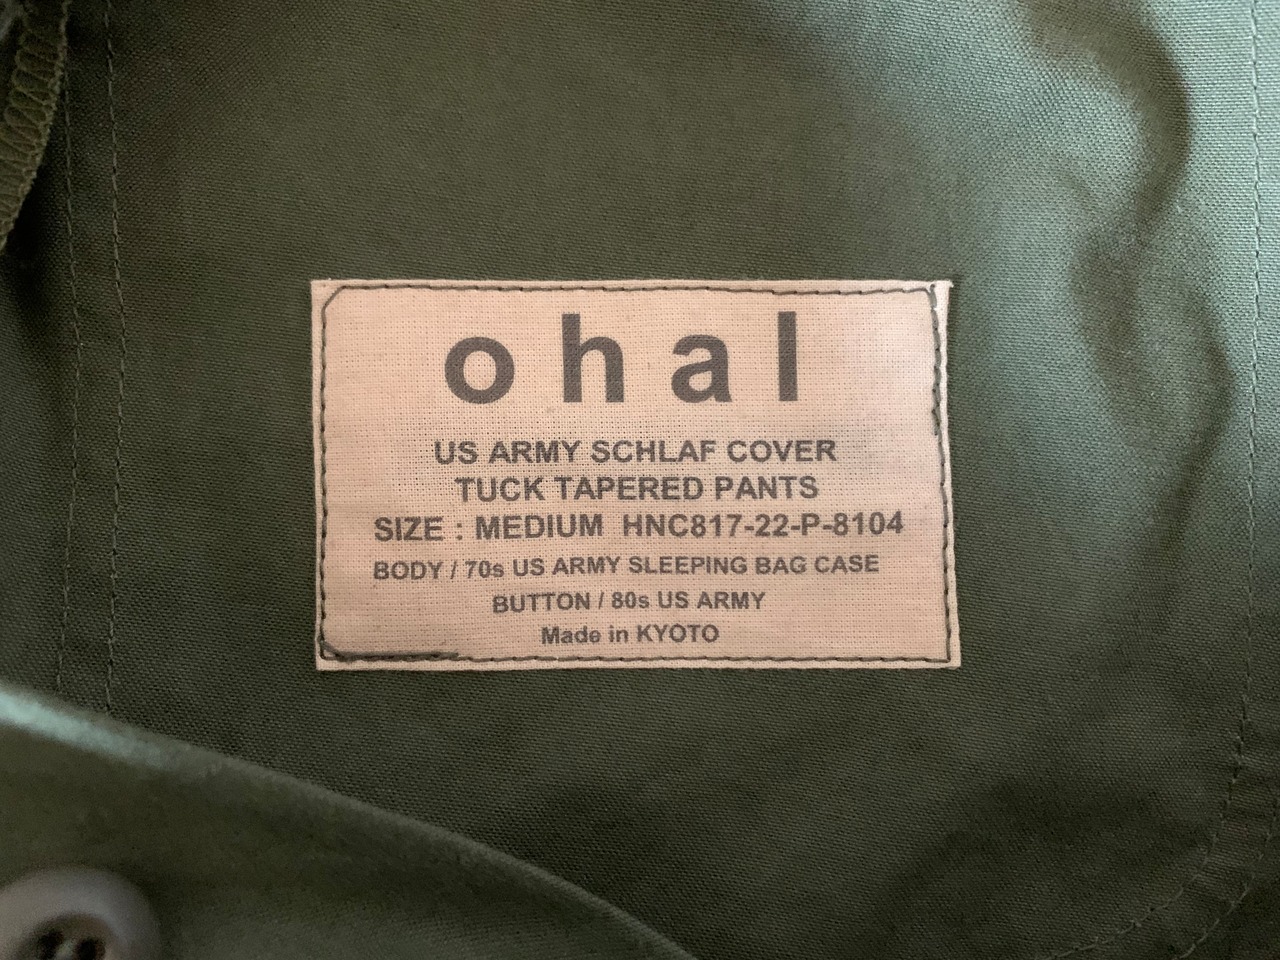 ohal
US ARMY SCHLAF COVER
TUCK TAPERED PANTS
SIZE : MEDIUM HNC817-22-P-8104
BODY / 70s US ARMY SLEEPING BAG CASE
BUTTON / 80s US ARMY
Made in KYOTO